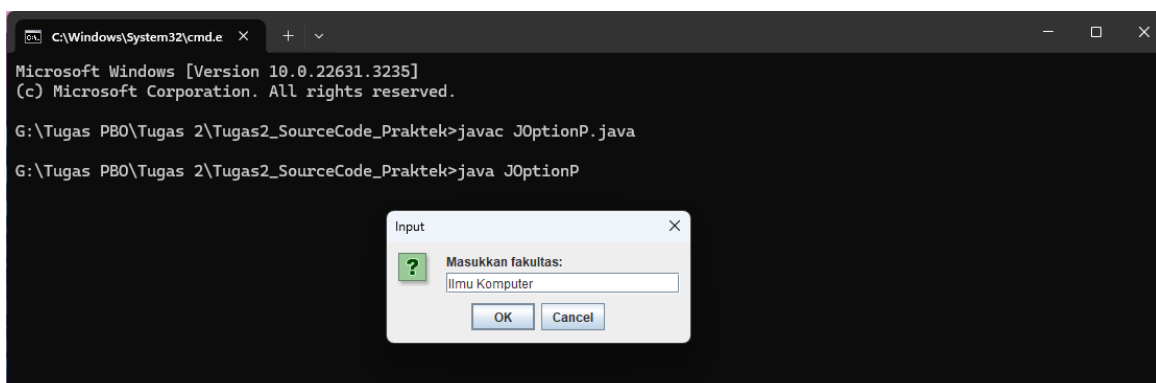 C:\Windows\System32\cmd.e
Microsoft Windows [Version 10.0.22631.3235]
(c) Microsoft Corporation. All rights reserved.
G:\Tugas PBO\Tugas 2\Tugas2_SourceCode_Praktek>javac JOptionP.java
G:\Tugas PBO\Tugas 2\Tugas2_SourceCode_Praktek>java JOptionP
Input
Masukkan fakultas:
Ilmu Komputer
OK Cancel